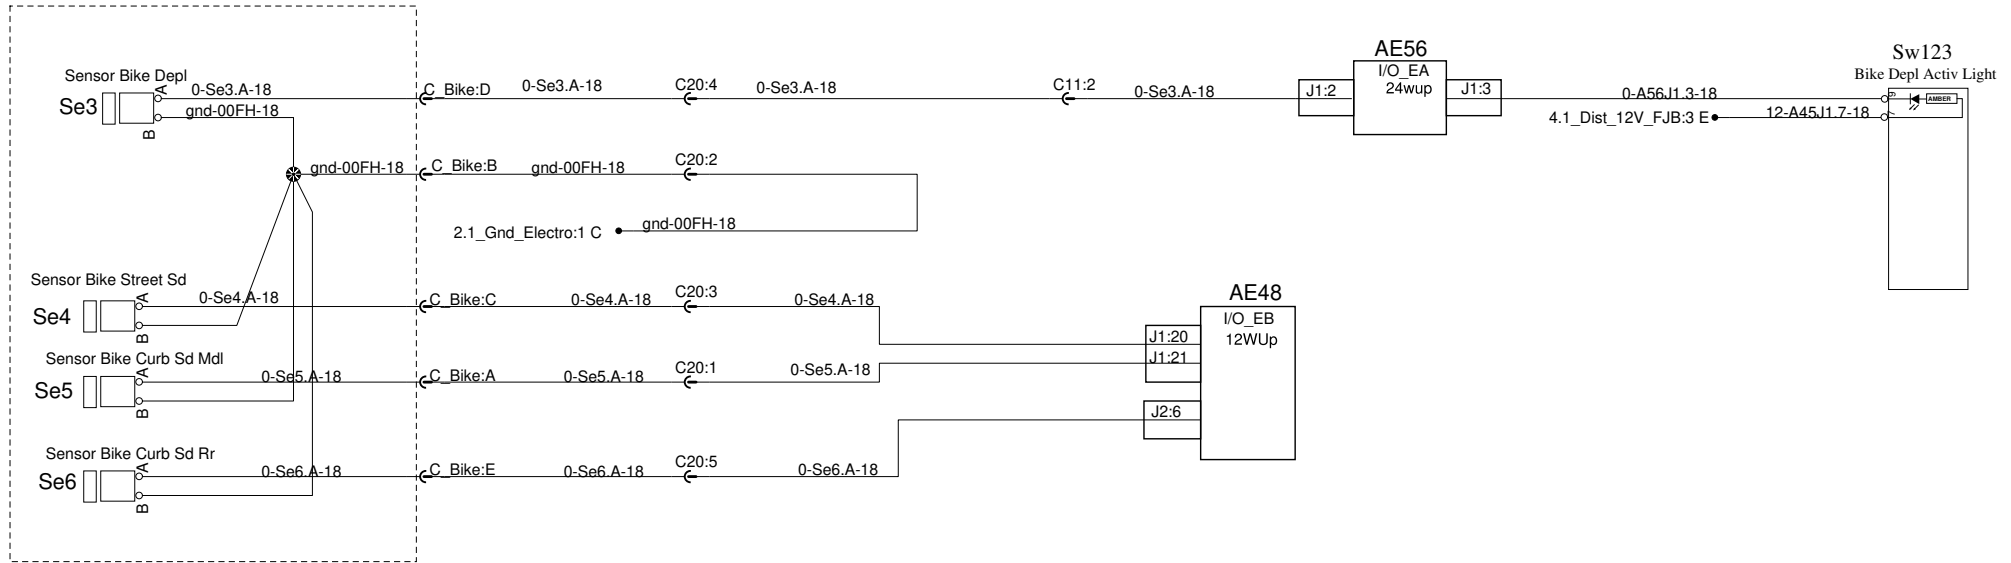 AE56
Sw123
Bike Depl Activ Light
Sensor Bike Depl
Se3
A
B
0-Se3.A-18
gnd-00FH-18
C_Bike:D
0-Se3.A-18
C20:4
0-Se3.A-18
C11:2
0-Se3.A-18
J1:2
I/O_EA
24wup
J1:3
0-A56J1.3-18
4.1_Dist_12V_FJB:3 E
12-A45J1.7-18
AMBER
7
gnd-00FH-18
C_Bike:B
gnd-00FH-18
C20:2
2.1_Gnd_Electro:1 C
gnd-00FH-18
Sensor Bike Street Sd
Se4
A
B
0-Se4.A-18
C_Bike:C
0-Se4.A-18
C20:3
0-Se4.A-18
AE48
I/O_EB
12WUp
J1:20
J1:21
J2:6
Sensor Bike Curb Sd Mdl
Se5
A
B
0-Se5.A-18
C_Bike:A
0-Se5.A-18
C20:1
0-Se5.A-18
Sensor Bike Curb Sd Rr
Se6
A
B
0-Se6.A-18
C_Bike:E
0-Se6.A-18
C20:5
0-Se6.A-18